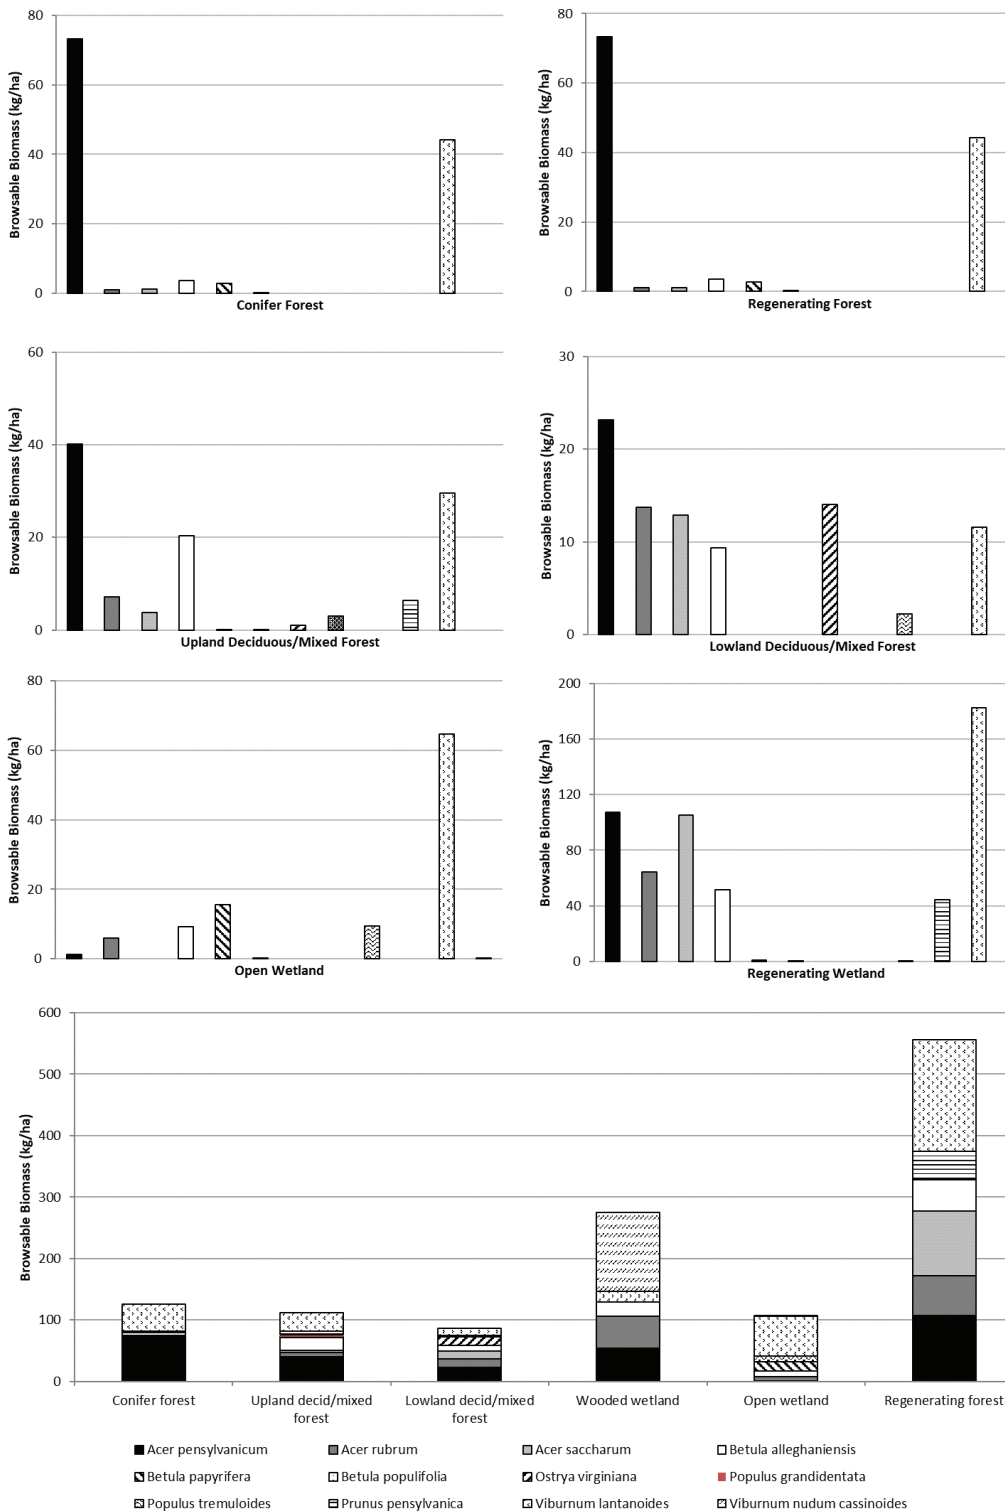 80
60
40
20
0
Browsable Biomass (kg/ha)
Conifer Forest
80
60
40
20
0
Browsable Biomass (kg/ha)
Regenerating Forest
60
40
20
0
Browsable Biomass (kg/ha)
Upland Deciduous/Mixed Forest
30
20
10
0
Browsable Biomass (kg/ha)
Lowland Deciduous/Mixed Forest
80
60
40
20
0
Browsable Biomass (kg/ha)
Open Wetland
200
160
120
80
40
0
Browsable Biomass (kg/ha)
Regenerating Wetland
600
500
400
300
200
100
0
Browsable Biomass (kg/ha)
Conifer forest
Upland decid/mixed
forest
Lowland decid/mixed
forest
Wooded wetland
Open wetland
Regenerating forest
Acer pensylvanicum
Acer rubrum
Acer saccharum
Betula alleghaniensis
Betula papyrifera
Betula populifolia
Ostrya virginiana
Populus grandidentata
Populus tremuloides
Prunus pensylvanica
Viburnum lantanoides
Viburnum nudum cassinoides